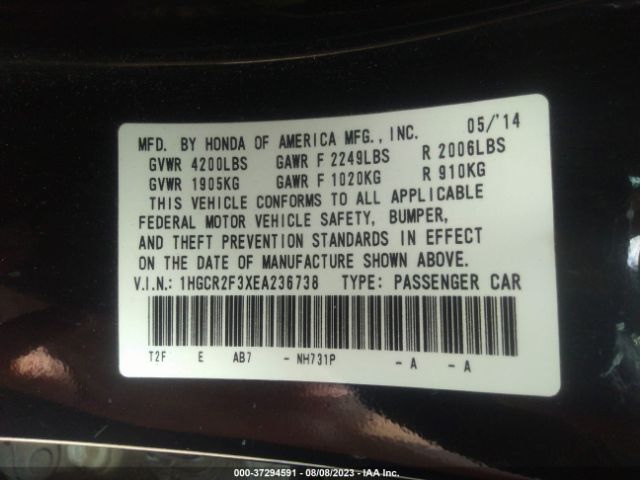 MFD. BY HONDA OF AMERICA MFG., INC. 05/'14
GVWR 4200LBS GAWR F 2249LBS R 2006LBS
GVWR 1905KG GAWR F 1020KG R 910KG
THIS VEHICLE CONFORMS TO ALL APPLICABLE
FEDERAL MOTOR VEHICLE SAFETY, BUMPER,
AND THEFT PREVENTION STANDARDS IN EFFECT
ON THE DATE OF MANUFACTURE SHOWN ABOVE.
V.I.N.: 1HGCR2F3XEA236738 TYPE: PASSENGER CAR
T2F E AB7 - NH731P - A - A
000-37294591 - 08/08/2023 - IAA Inc.